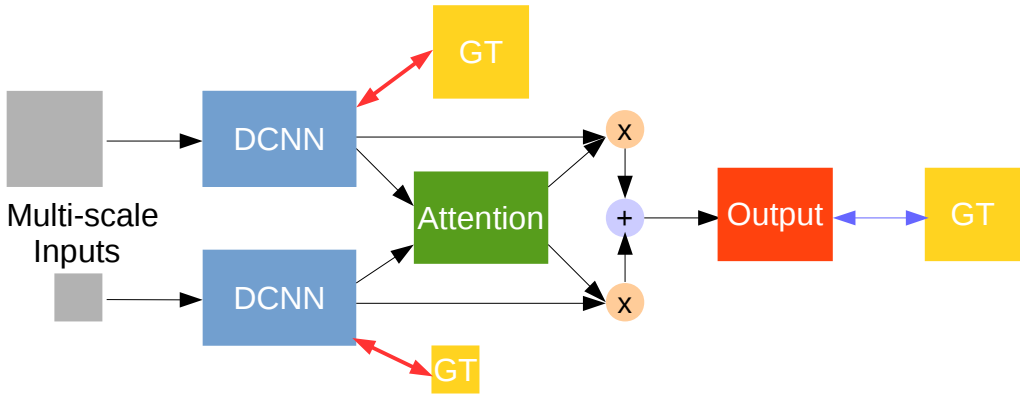 GT
DCNN
x
Multi-scale
Inputs
Attention
+
Output
GT
DCNN
x
GT